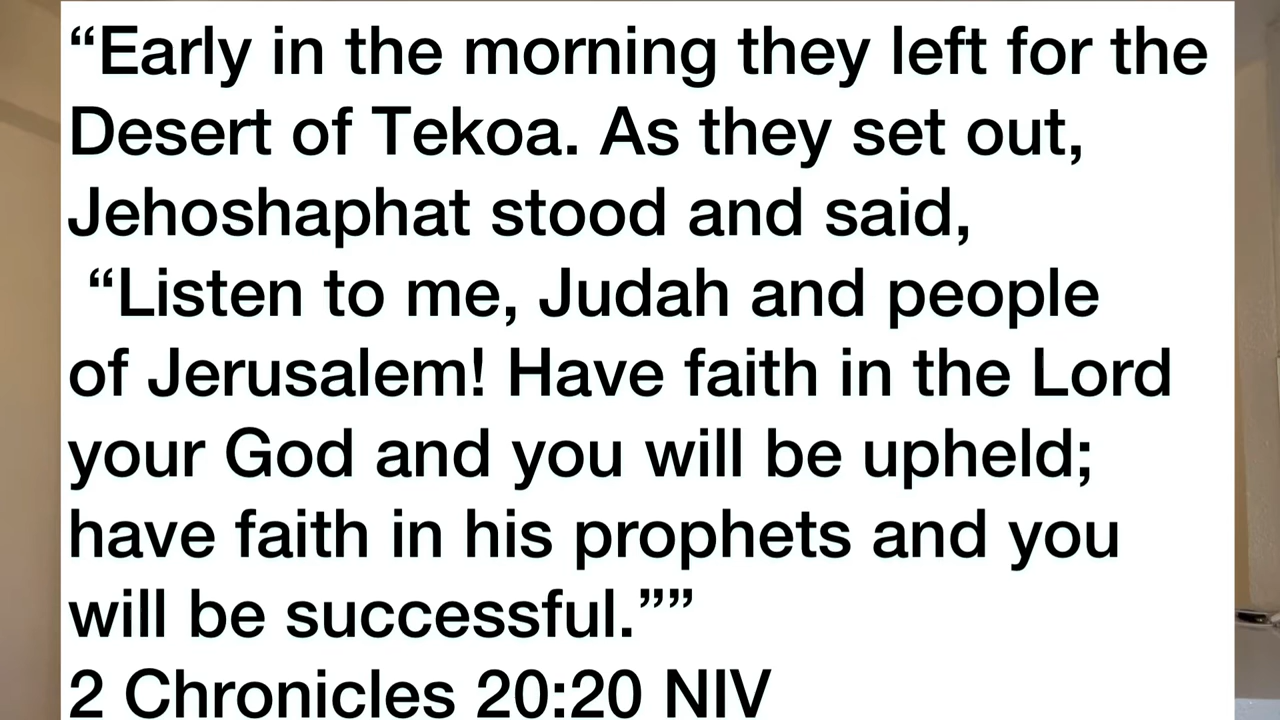 “Early in the morning they left for the
Desert of Tekoa. As they set out,
Jehoshaphat stood and said,
“Listen to me, Judah and people
of Jerusalem! Have faith in the Lord
your God and you will be upheld;
have faith in his prophets and you
will be successful.””
2 Chronicles 20:20 NIV